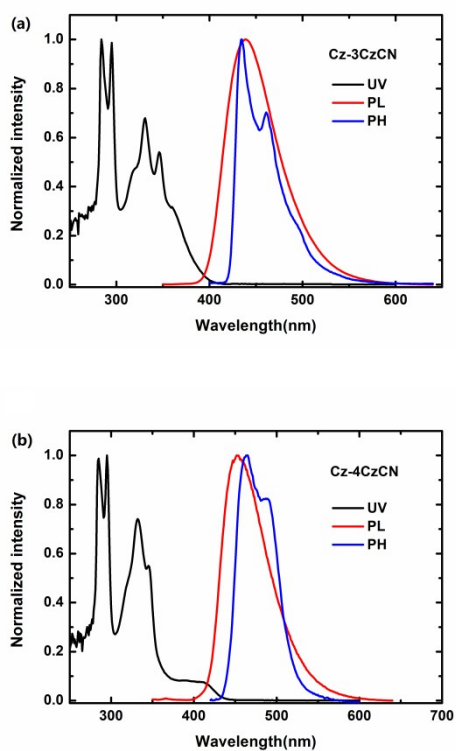 (a)
Cz-3CzCN
UV
PL
PH
Normalized intensity
1.0
0.8
0.6
0.4
0.2
0.0
300
400
500
600
Wavelength(nm)
(b)
Cz-4CzCN
UV
PL
PH
Normalized intensity
1.0
0.8
0.6
0.4
0.2
0.0
300
400
500
600
700
Wavelength(nm)